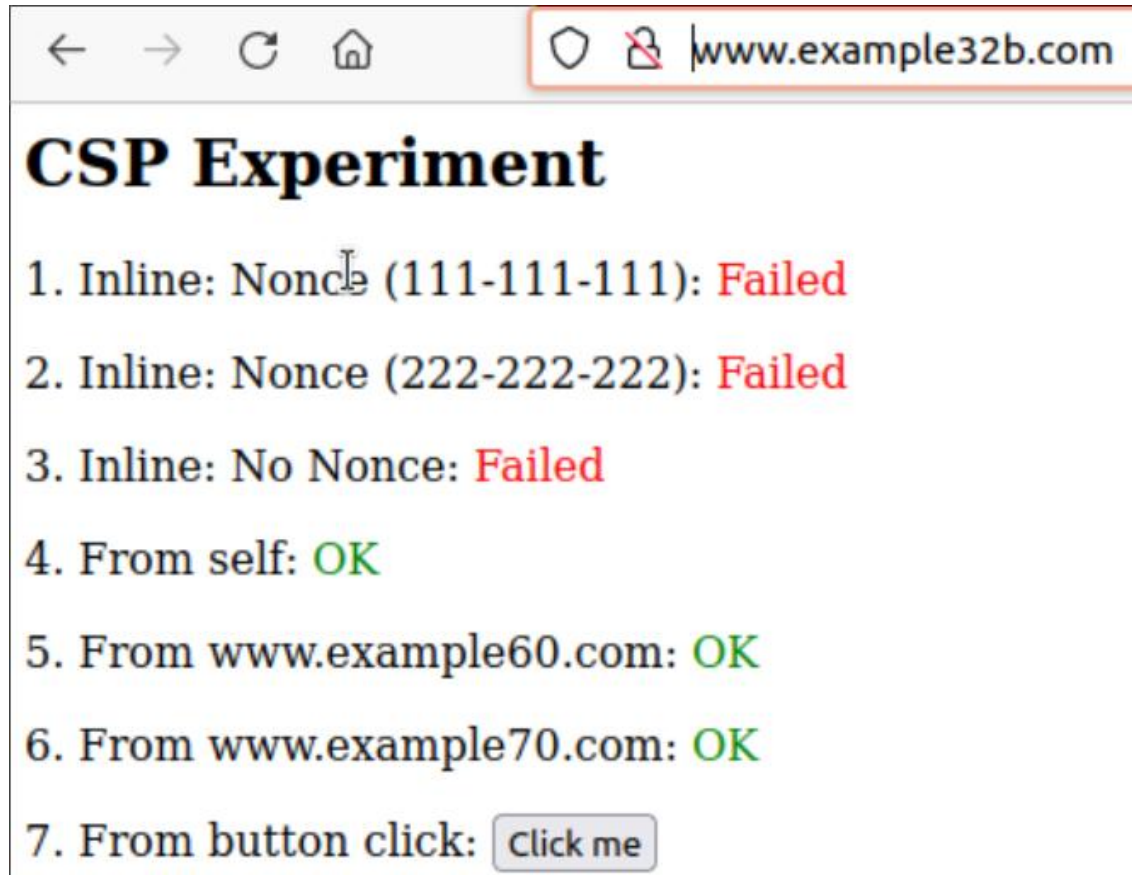 www.example32b.com
CSP Experiment
1. Inline: Nonce (111-111-111): Failed
2. Inline: Nonce (222-222-222): Failed
3. Inline: No Nonce: Failed
4. From self: OK
5. From www.example60.com: OK
6. From www.example70.com: OK
7. From button click: Click me